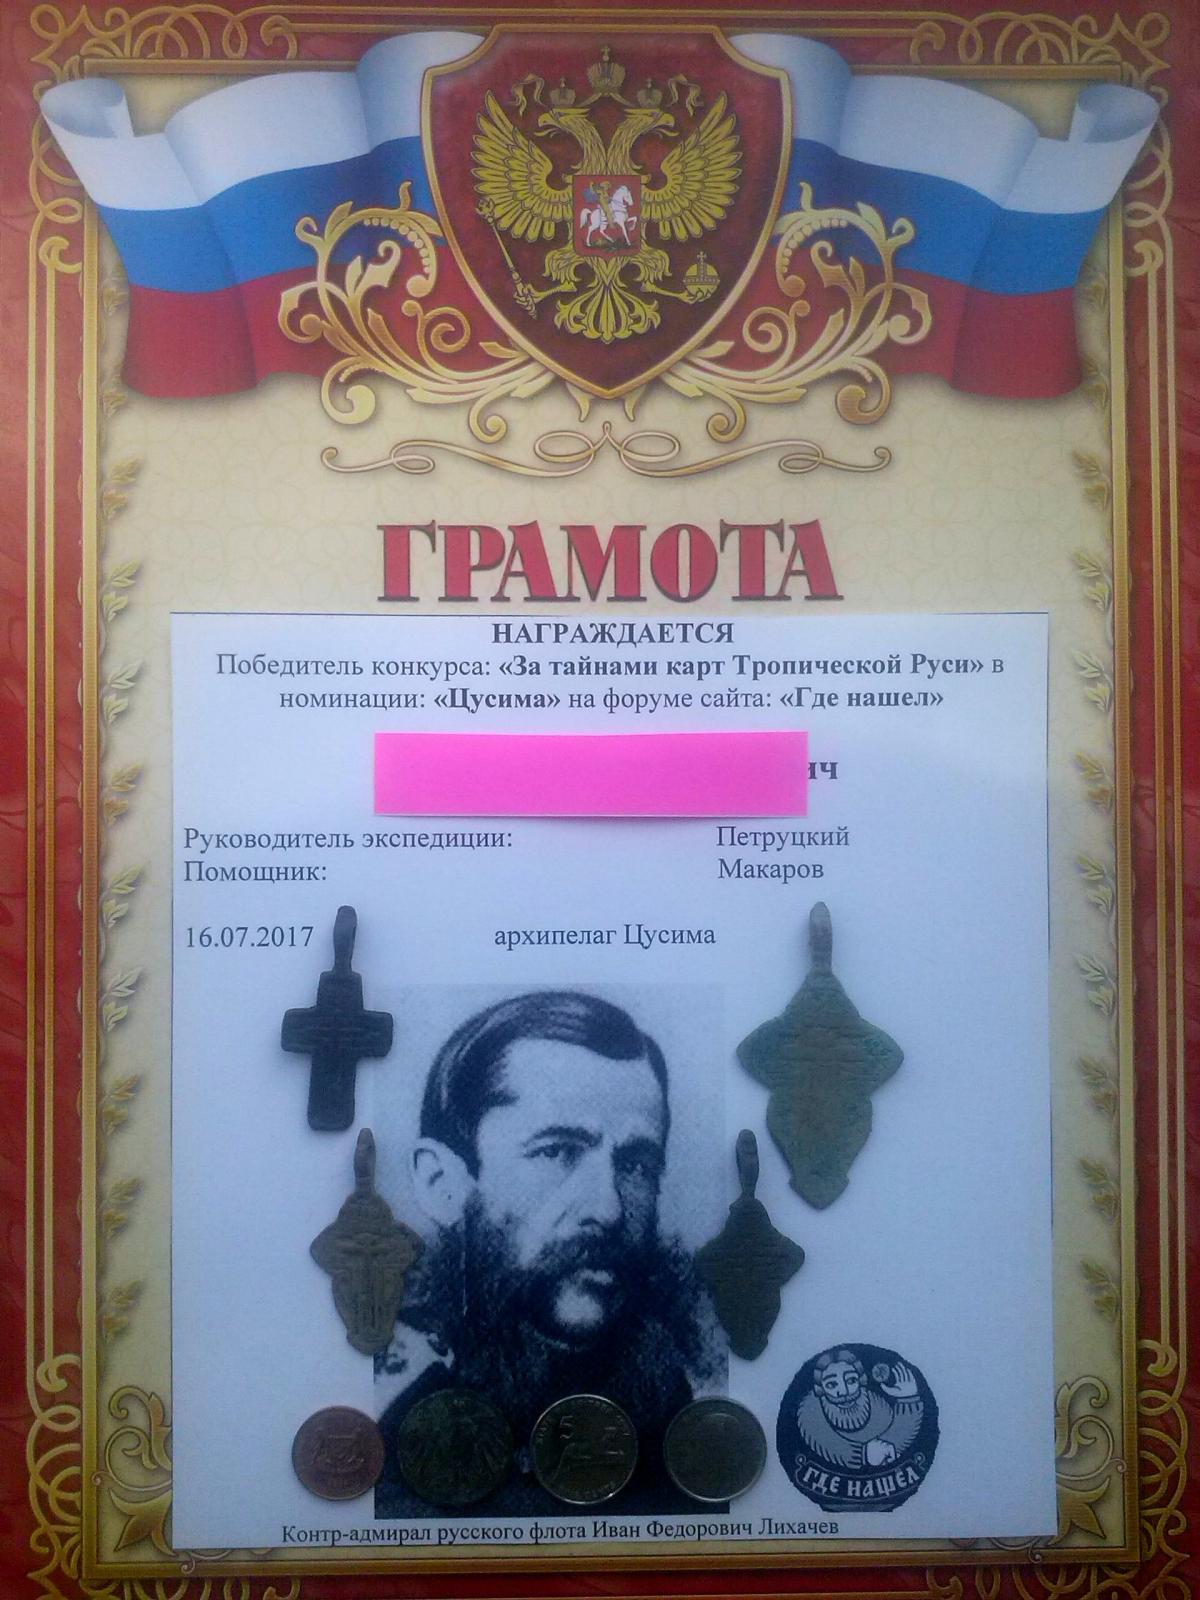 ГРАМОТА
НАГРАЖДАЕТСЯ
Победитель конкурса: «За тайнами карт Тропической Руси» в
номинации: «Цусима» на форуме сайта: «Где нашел»
ич
Руководитель экспедиции: Петруцкий
Помощник: Макаров
16.07.2017 архипелаг Цусима
5
ГДЕ НАШЕЛ
Контр-адмирал русского флота Иван Федорович Лихачев